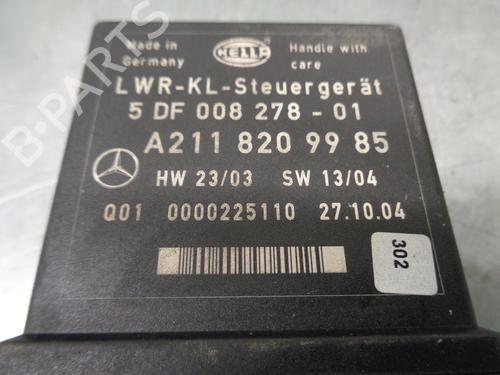 Made in
Germany
HELLA
Handle with
care
LWR-KL-Steuergerät
5 DF 008 278 - 01
A211 820 99 85
HW 23/03 SW 13/04
Q01 0000225110 27.10.04
302
B-PARTS